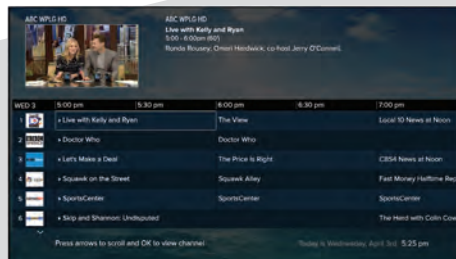 ABC WPLG HD
ABC WPLG HD
Live with Kelly and Ryan
5:00 - 6:00pm (60')
Ronda Rousey; Omari Hardwick; co-host Jerry O'Connell.
WED 3 5:00 pm 5:30 pm 6:00 pm 6:30 pm 7:00 pm
1 Live with Kelly and Ryan The View Local 10 News at Noon
2 Doctor Who Doctor Who
3 Let's Make a Deal The Price Is Right CBS4 News at Noon
4 Squawk on the Street Squawk Alley Fast Money Halftime Rep
5 SportsCenter SportsCenter SportsCenter
6 Skip and Shannon: Undisputed The Herd with Colin Cow
Press arrows to scroll and OK to view channel Today is Wednesday, April 3rd 5:25 pm